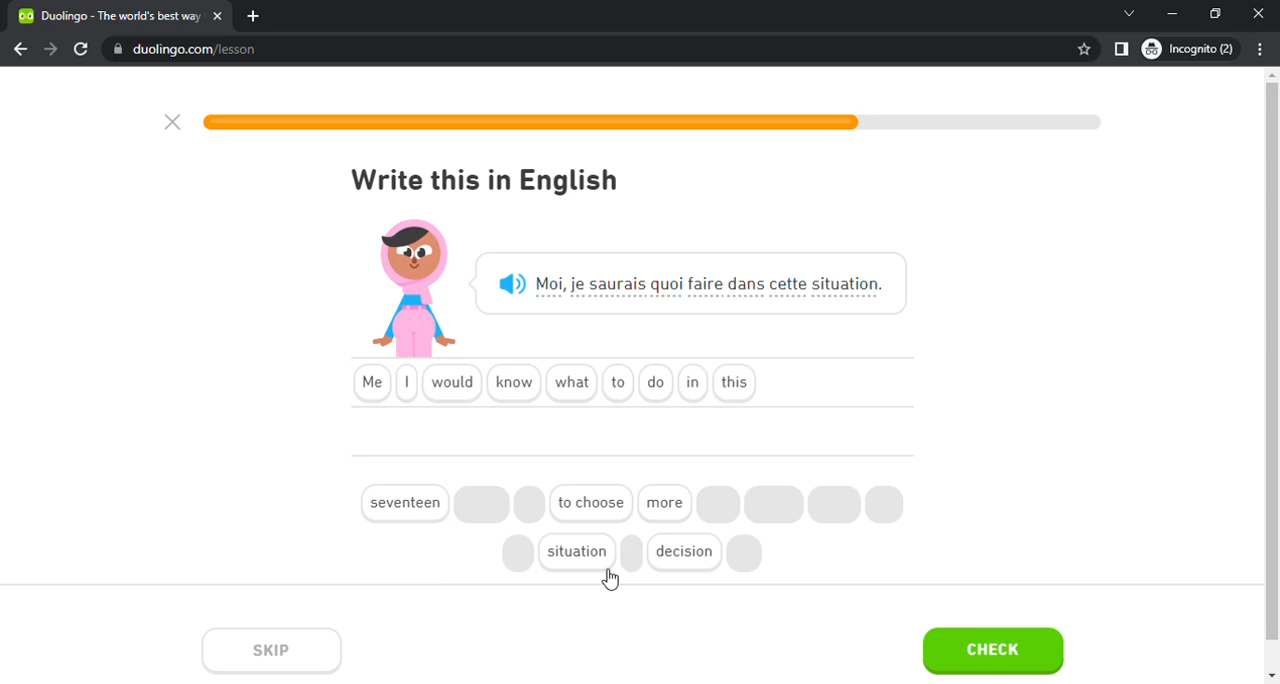 Duolingo - The world's best way
Incognito (2)
duolingo.com/lesson
Write this in English
Moi, je saurais quoi faire dans cette situation.
Me I would know what to do in this
seventeen to choose more
situation decision
SKIP CHECK